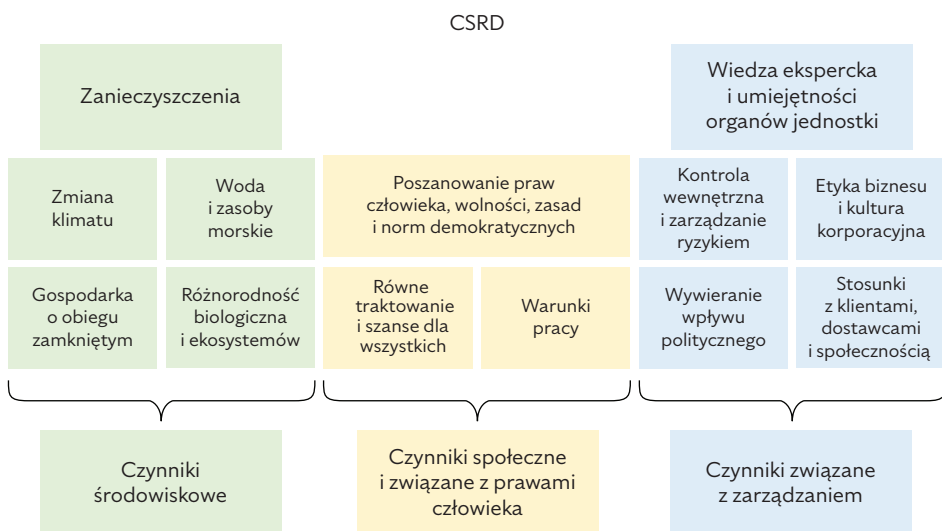 CSRD
Zanieczyszczenia
Wiedza ekspercka
i umiejętności
organów jednostki
Zmiana
klimatu
Woda
i zasoby
morskie
Poszanowanie praw
człowieka, wolności, zasad
i norm demokratycznych
Kontrola
wewnętrzna
i zarządzanie
ryzykiem
Etyka biznesu
i kultura
korporacyjna
Gospodarka
o obiegu
zamkniętym
Różnorodność
biologiczna
i ekosystemów
Równe
traktowanie
i szanse dla
wszystkich
Warunki
pracy
Wywieranie
wpływu
politycznego
Stosunki
z klientami,
dostawcami
i społecznością
Czynniki
środowiskowe
Czynniki społeczne
i związane z prawami
człowieka
Czynniki związane
z zarządzaniem